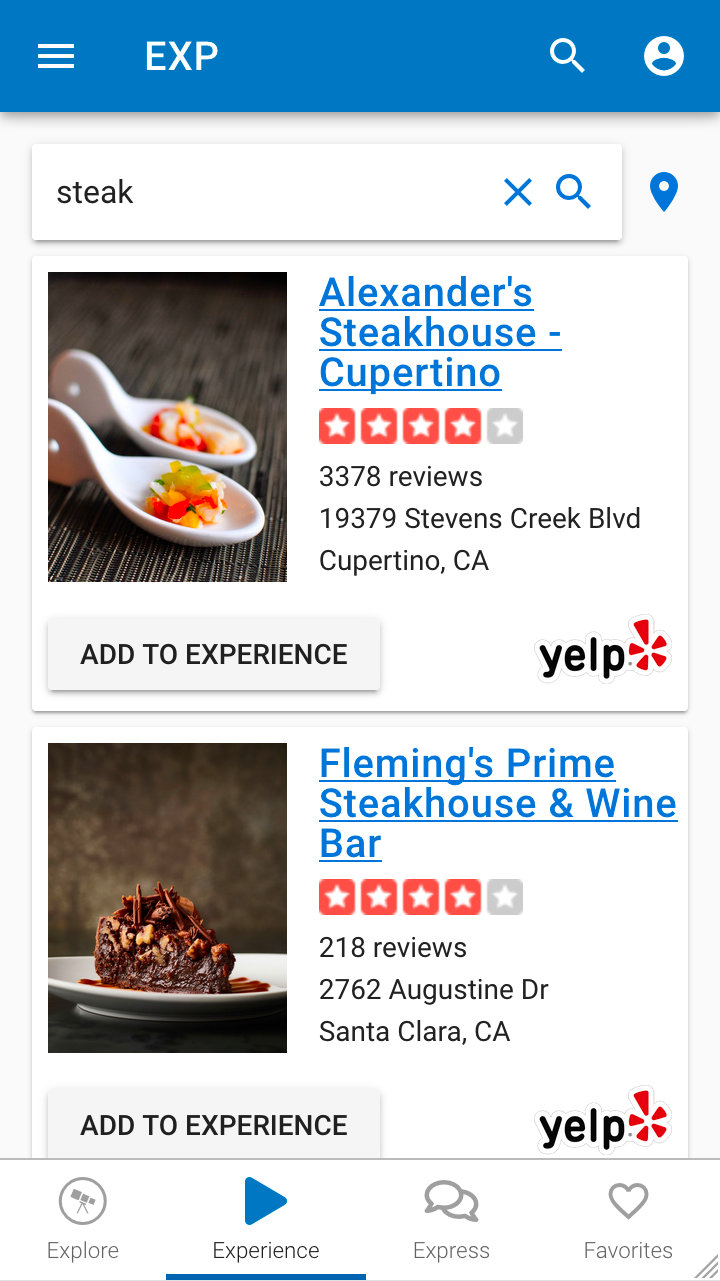 EXP
steak
Alexander's
Steakhouse -
Cupertino
3378 reviews
19379 Stevens Creek Blvd
Cupertino, CA
ADD TO EXPERIENCE
yelp
Fleming's Prime
Steakhouse & Wine
Bar
218 reviews
2762 Augustine Dr
Santa Clara, CA
ADD TO EXPERIENCE
yelp
Explore
Experience
Express
Favorites